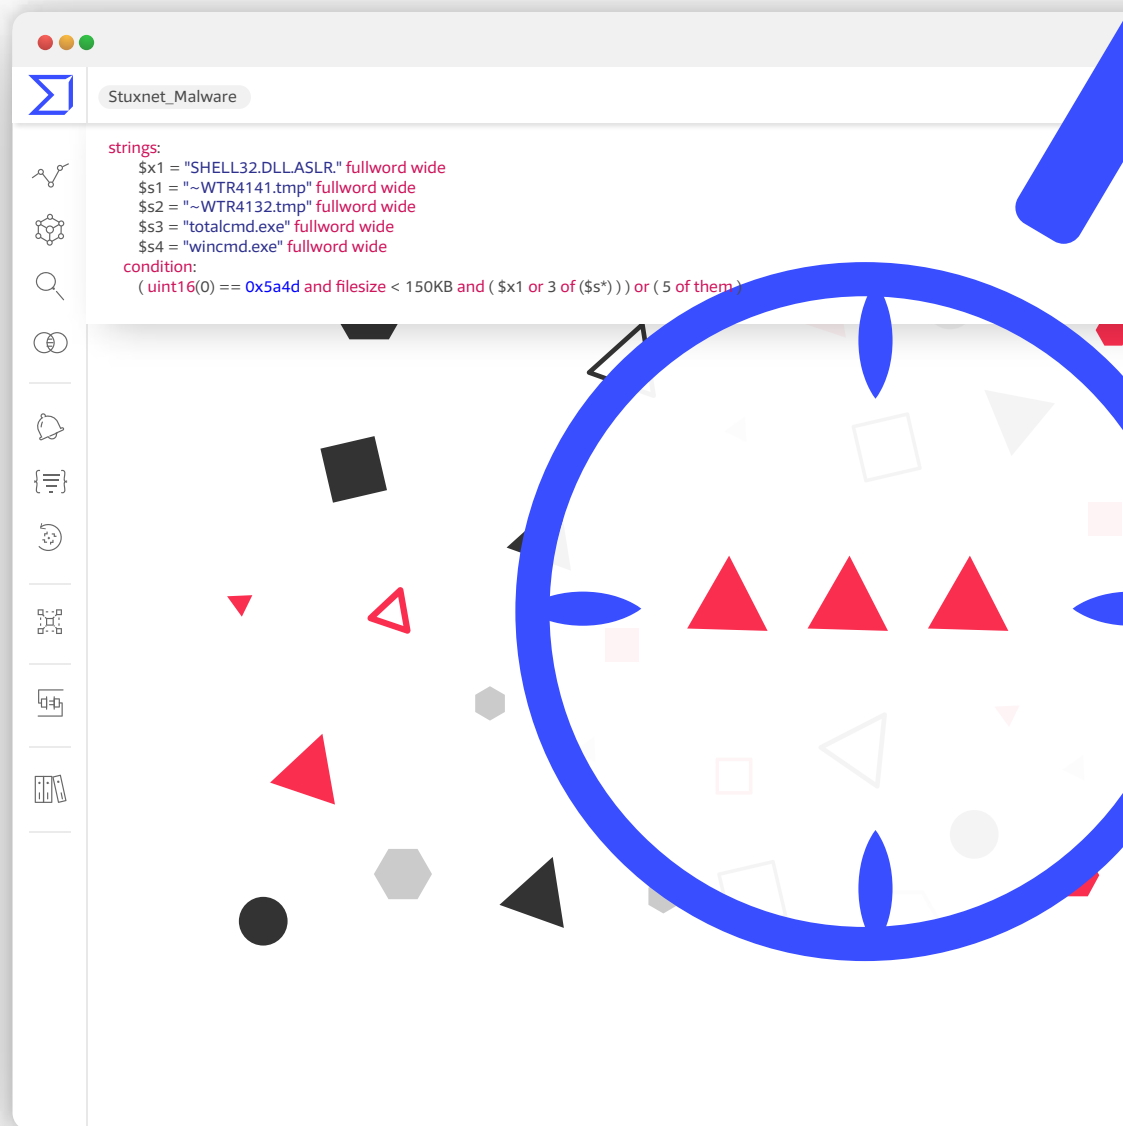 Stuxnet_Malware
strings:
$x1 = "SHELL32.DLL.ASLR." fullword wide
$s1 = "~WTR4141.tmp" fullword wide
$s2 = "~WTR4132.tmp" fullword wide
$s3 = "totalcmd.exe" fullword wide
$s4 = "wincmd.exe" fullword wide
condition:
( uint16(0) == 0x5a4d and filesize < 150KB and ( $x1 or 3 of ($s*) ) ) or ( 5 of them )